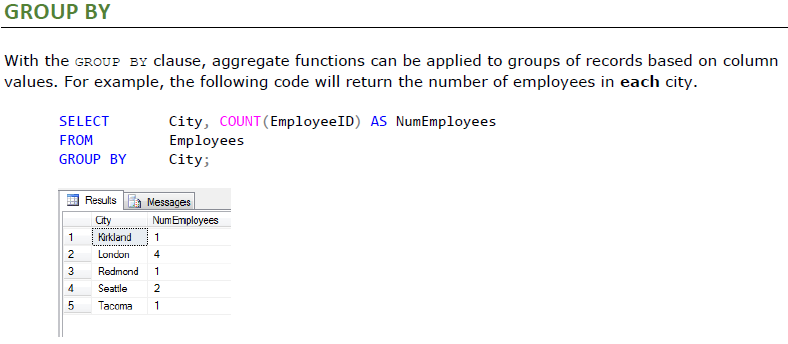 GROUP BY
With the GROUP BY clause, aggregate functions can be applied to groups of records based on column
values. For example, the following code will return the number of employees in each city.
SELECT City, COUNT(EmployeeID) AS NumEmployees
FROM Employees
GROUP BY City;
Results Messages
City NumEmployees
1 Kirkland 1
2 London 4
3 Redmond 1
4 Seattle 2
5 Tacoma 1